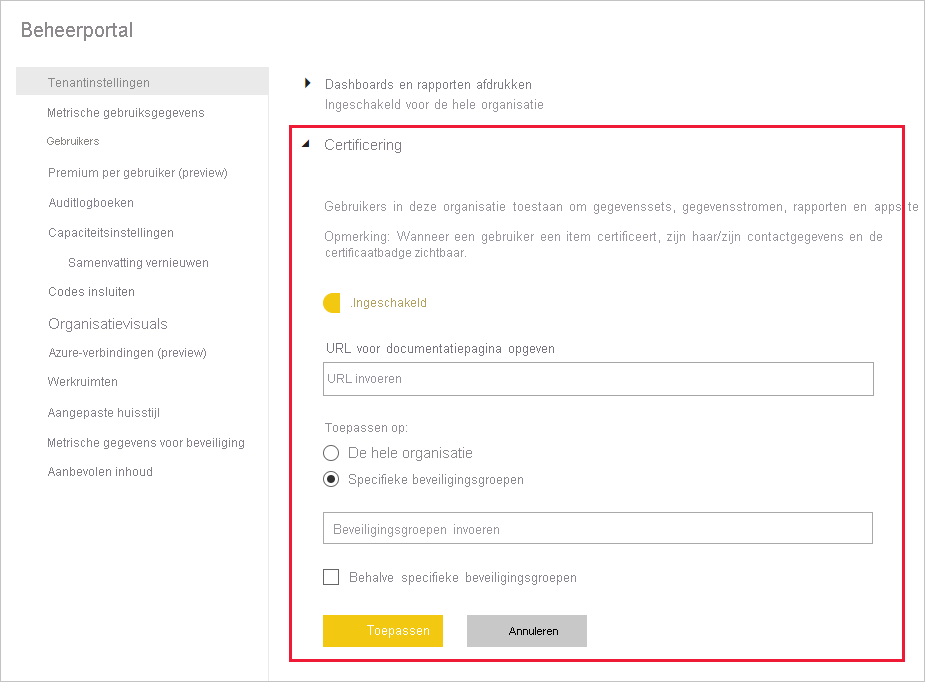 Beheerportal
Tenantinstellingen
Metrische gebruiksgegevens
Gebruikers
Premium per gebruiker (preview)
Auditlogboeken
Capaciteitsinstellingen
Samenvatting vernieuwen
Codes insluiten
Organisatievisuals
Azure-verbindingen (preview)
Werkruimten
Aangepaste huisstijl
Metrische gegevens voor beveiliging
Aanbevolen inhoud
Dashboards en rapporten afdrukken
Ingeschakeld voor de hele organisatie
Certificering
Gebruikers in deze organisatie toestaan om gegevenssets, gegevensstromen, rapporten en apps te
Opmerking: Wanneer een gebruiker een item certificeert, zijn haar/zijn contactgegevens en de
certificaatbadge zichtbaar.
.Ingeschakeld
URL voor documentatiepagina opgeven
URL invoeren
Toepassen op:
De hele organisatie
Specifieke beveiligingsgroepen
Beveiligingsgroepen invoeren
Behalve specifieke beveiligingsgroepen
Toepassen
Annuleren